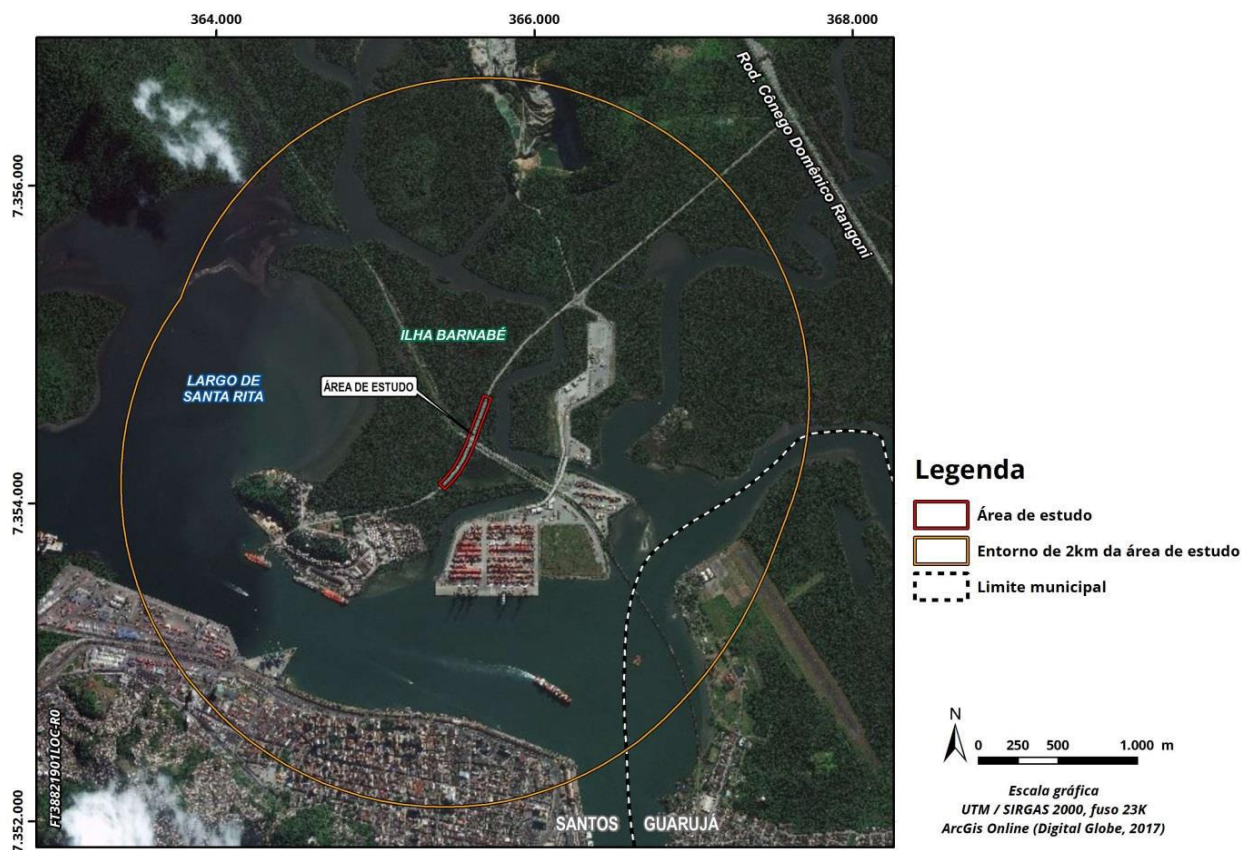 364.000
366.000
368.000
7.356.000
7.354.000
7.352.000
Rod. Cônego Domênico Rangoni
ILHA BARNABÉ
LARGO DE
SANTA RITA
ÁREA DE ESTUDO
FT38821901LOC-R0
SANTOS
GUARUJÁ
Legenda
Área de estudo
Entorno de 2km da área de estudo
Limite municipal
N
0 250 500 1.000 m
Escala gráfica
UTM / SIRGAS 2000, fuso 23K
ArcGis Online (Digital Globe, 2017)